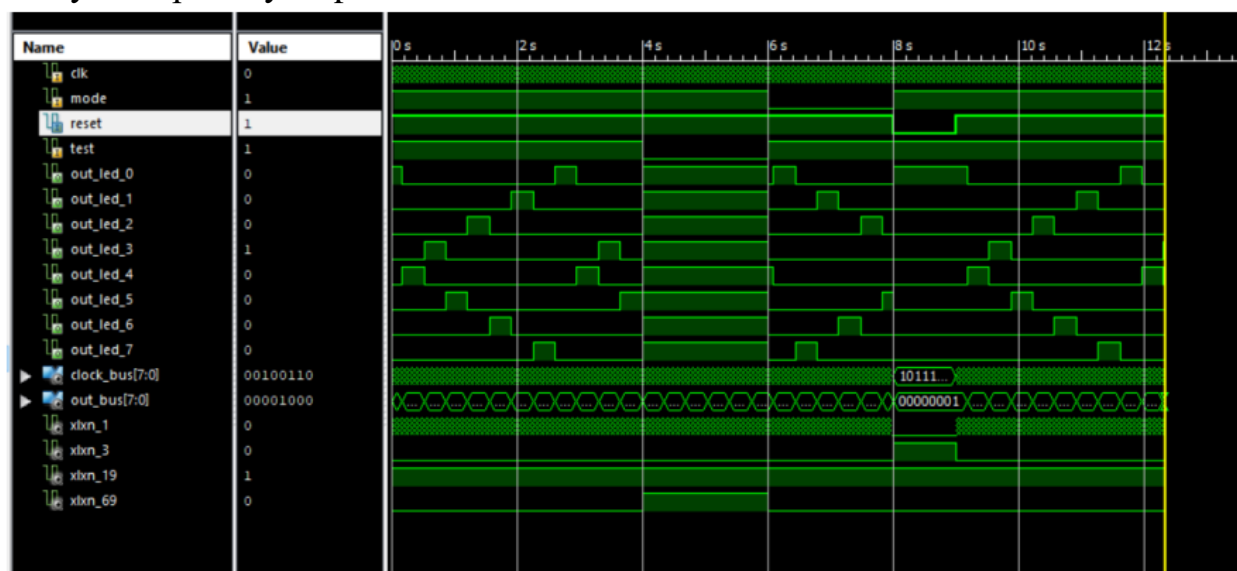 Name Value 0 s 2 s 4 s 6 s 8 s 10 s 12 s
clk 0
mode 1
reset 1
test 1
out_led_0 0
out_led_1 0
out_led_2 0
out_led_3 1
out_led_4 0
out_led_5 0
out_led_6 0
out_led_7 0
clock_bus[7:0] 00100110 10111...
out_bus[7:0] 00001000 ... ... ... ... ... ... ... ... ... ... ... 00000001 ... ... ... ... ...
xlxn_1 0
xlxn_3 0
xlxn_19 1
xlxn_69 0